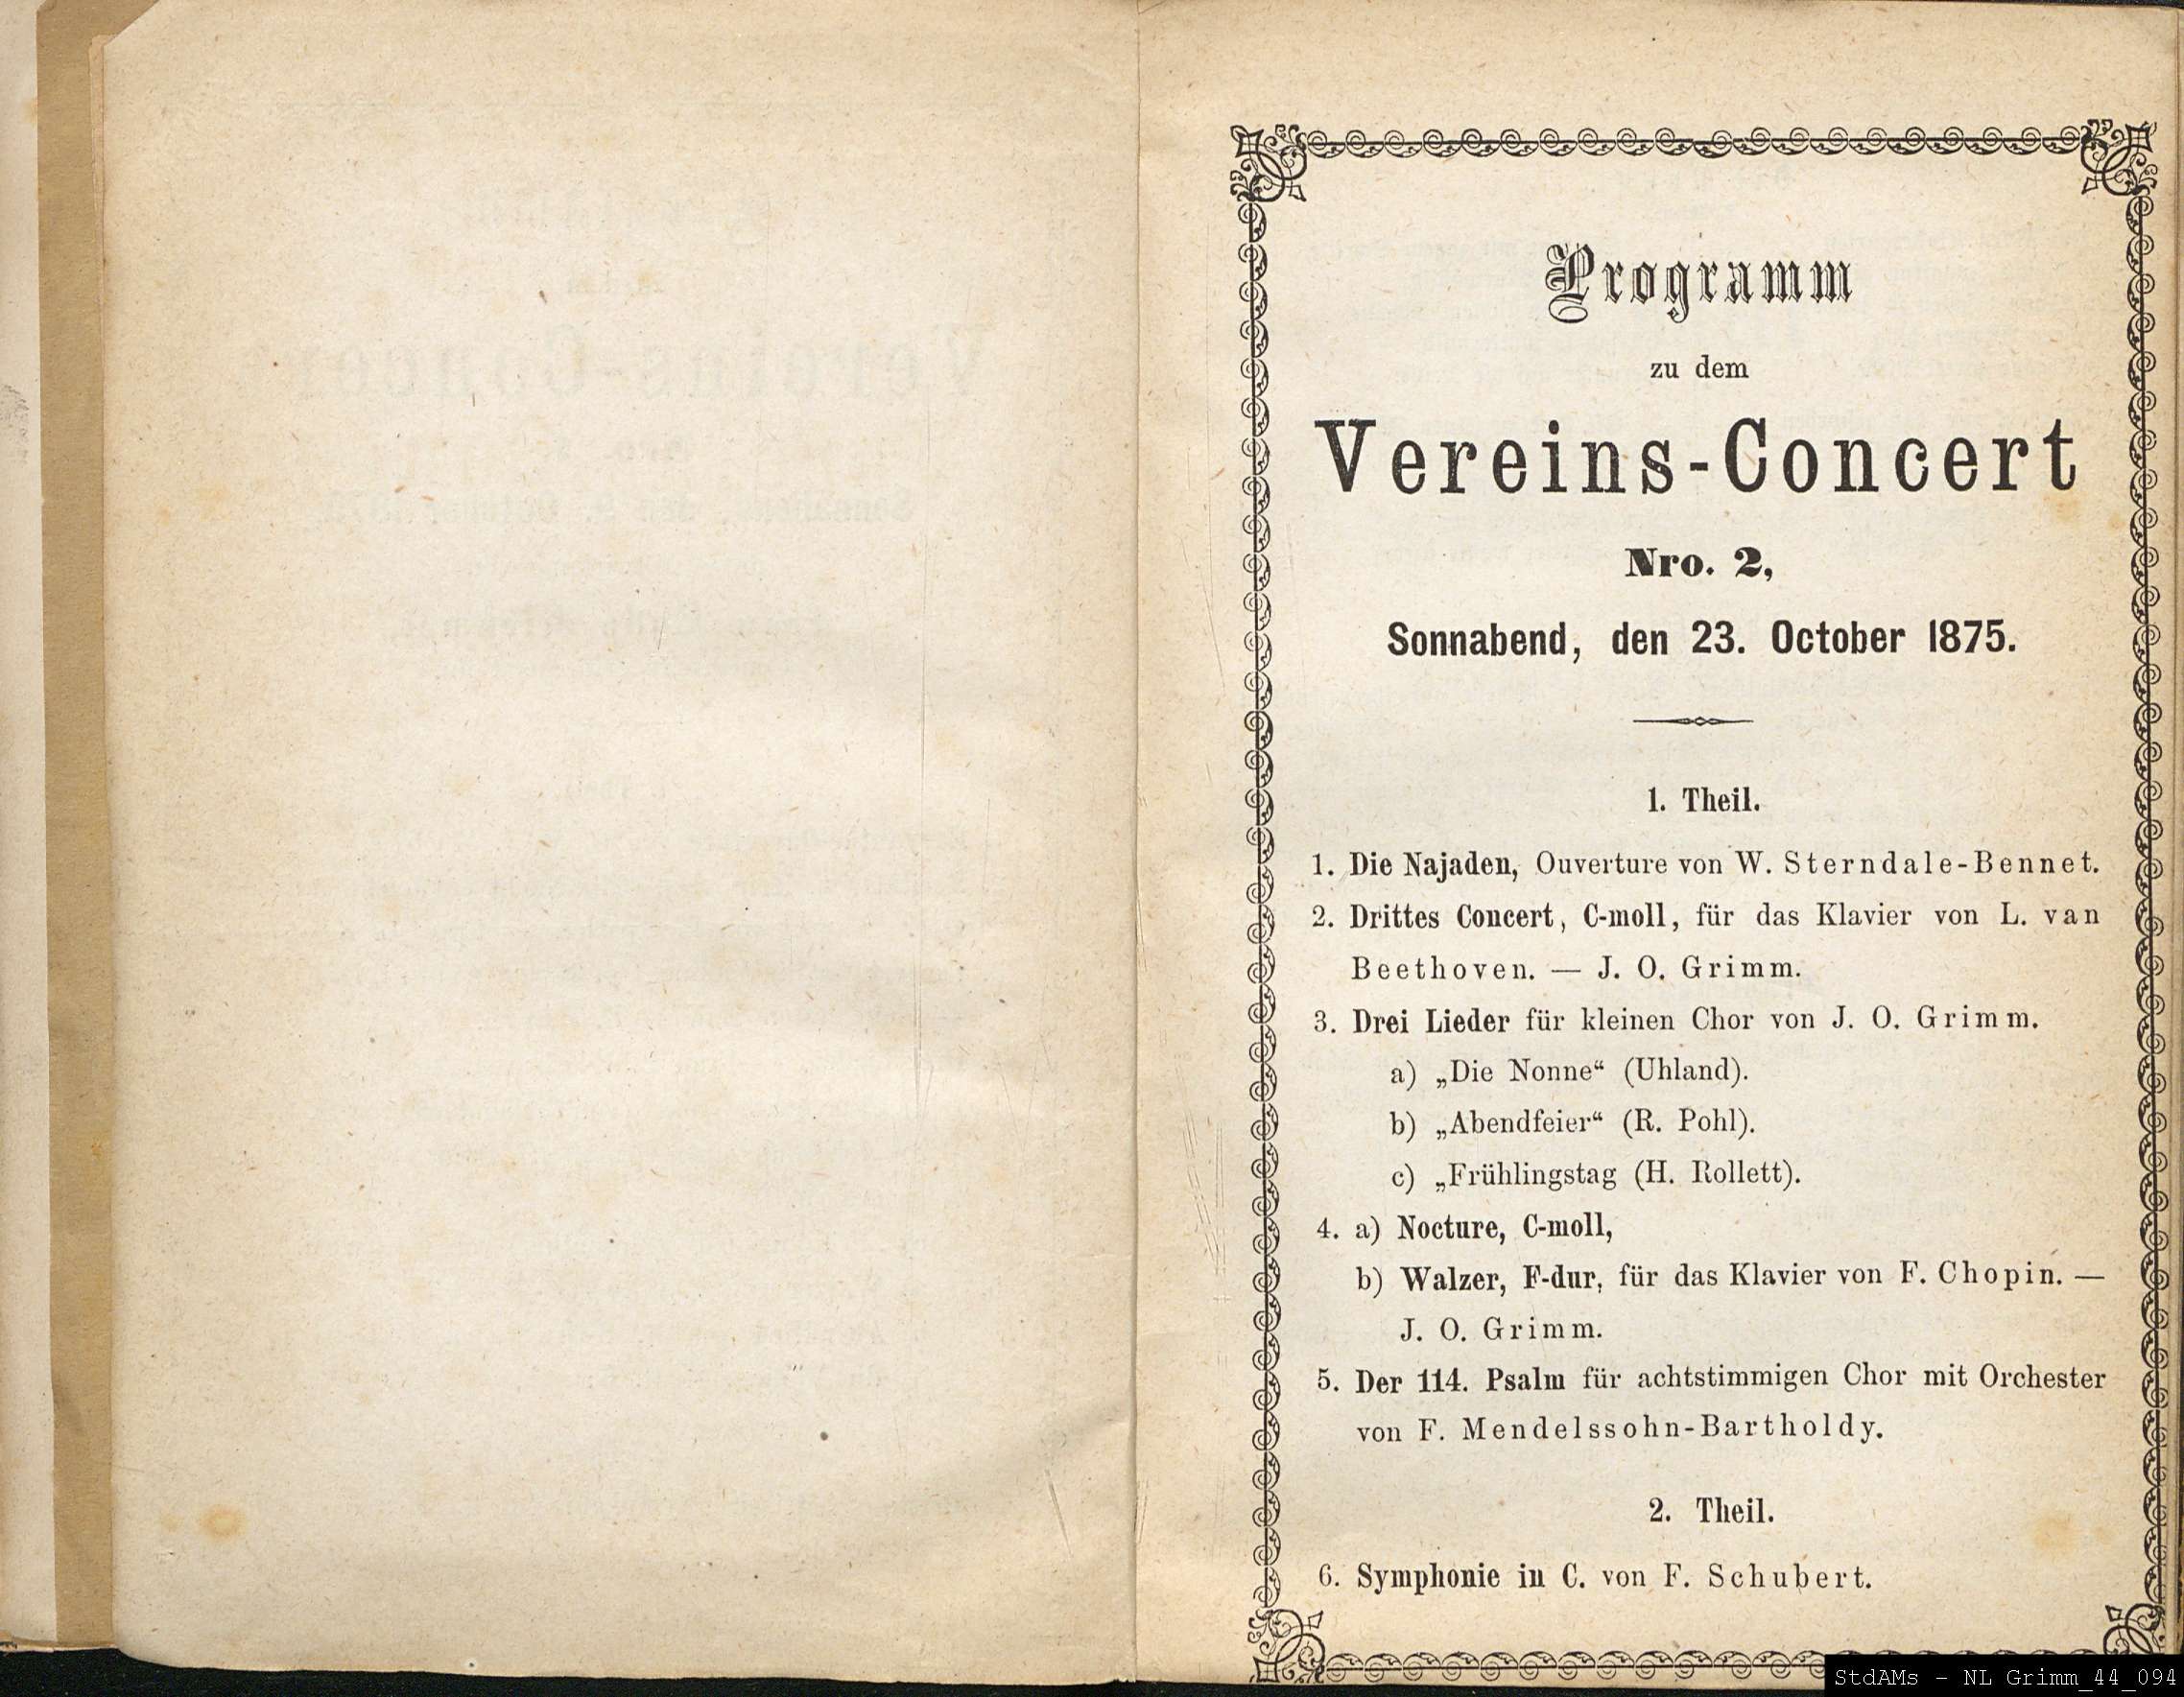 Programm
zu dem
Vereins-Concert
Nro. 2,
Sonnabend, den 23. October 1875.
1. Theil.
1. Die Najaden, Ouverture von W. Sterndale-Bennet.
2. Drittes Concert, C-moll, für das Klavier von L. van
Beethoven. — J. O. Grimm.
3. Drei Lieder für kleinen Chor von J. O. Grimm.
a) „Die Nonne“ (Uhland).
b) „Abendfeier“ (R. Pohl).
c) „Frühlingstag (H. Rollett).
4. a) Nocture, C-moll,
b) Walzer, F-dur, für das Klavier von F. Chopin. —
J. O. Grimm.
5. Der 114. Psalm für achtstimmigen Chor mit Orchester
von F. Mendelssohn-Bartholdy.
2. Theil.
6. Symphonie in C. von F. Schubert.
StdAMs - NL Grimm_44_094